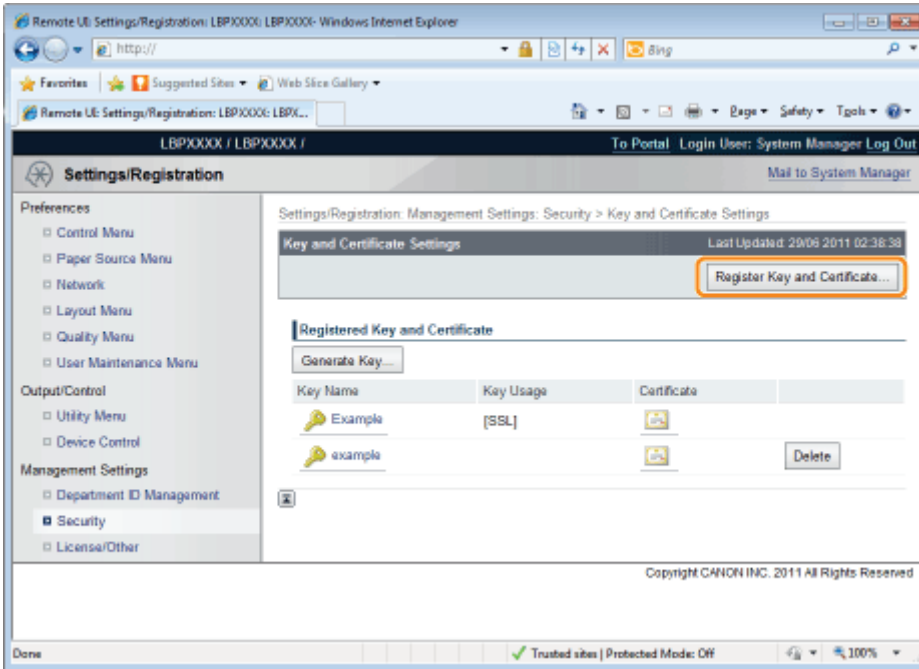 Remote UI: Settings/Registration: LBPXXXX: LBPXXXX- Windows Internet Explorer
http://
Bing
Favorites Suggested Sites Web Slice Gallery
Remote UI: Settings/Registration: LBPXXXX: LBPX... Page Safety Tools
LBPXXXX / LBPXXXX / To Portal Login User: System Manager Log Out
Settings/Registration Mail to System Manager
Preferences
Control Menu
Paper Source Menu
Network
Layout Menu
Quality Menu
User Maintenance Menu
Output/Control
Utility Menu
Device Control
Management Settings
Department ID Management
Security
License/Other
Settings/Registration: Management Settings: Security > Key and Certificate Settings
Key and Certificate Settings Last Updated: 29/06 2011 02:38:38
Register Key and Certificate...
Registered Key and Certificate
Generate Key...
Key Name Key Usage Certificate
Example [SSL]
example Delete
Copyright CANON INC. 2011 All Rights Reserved
Done Trusted sites | Protected Mode: Off 100%